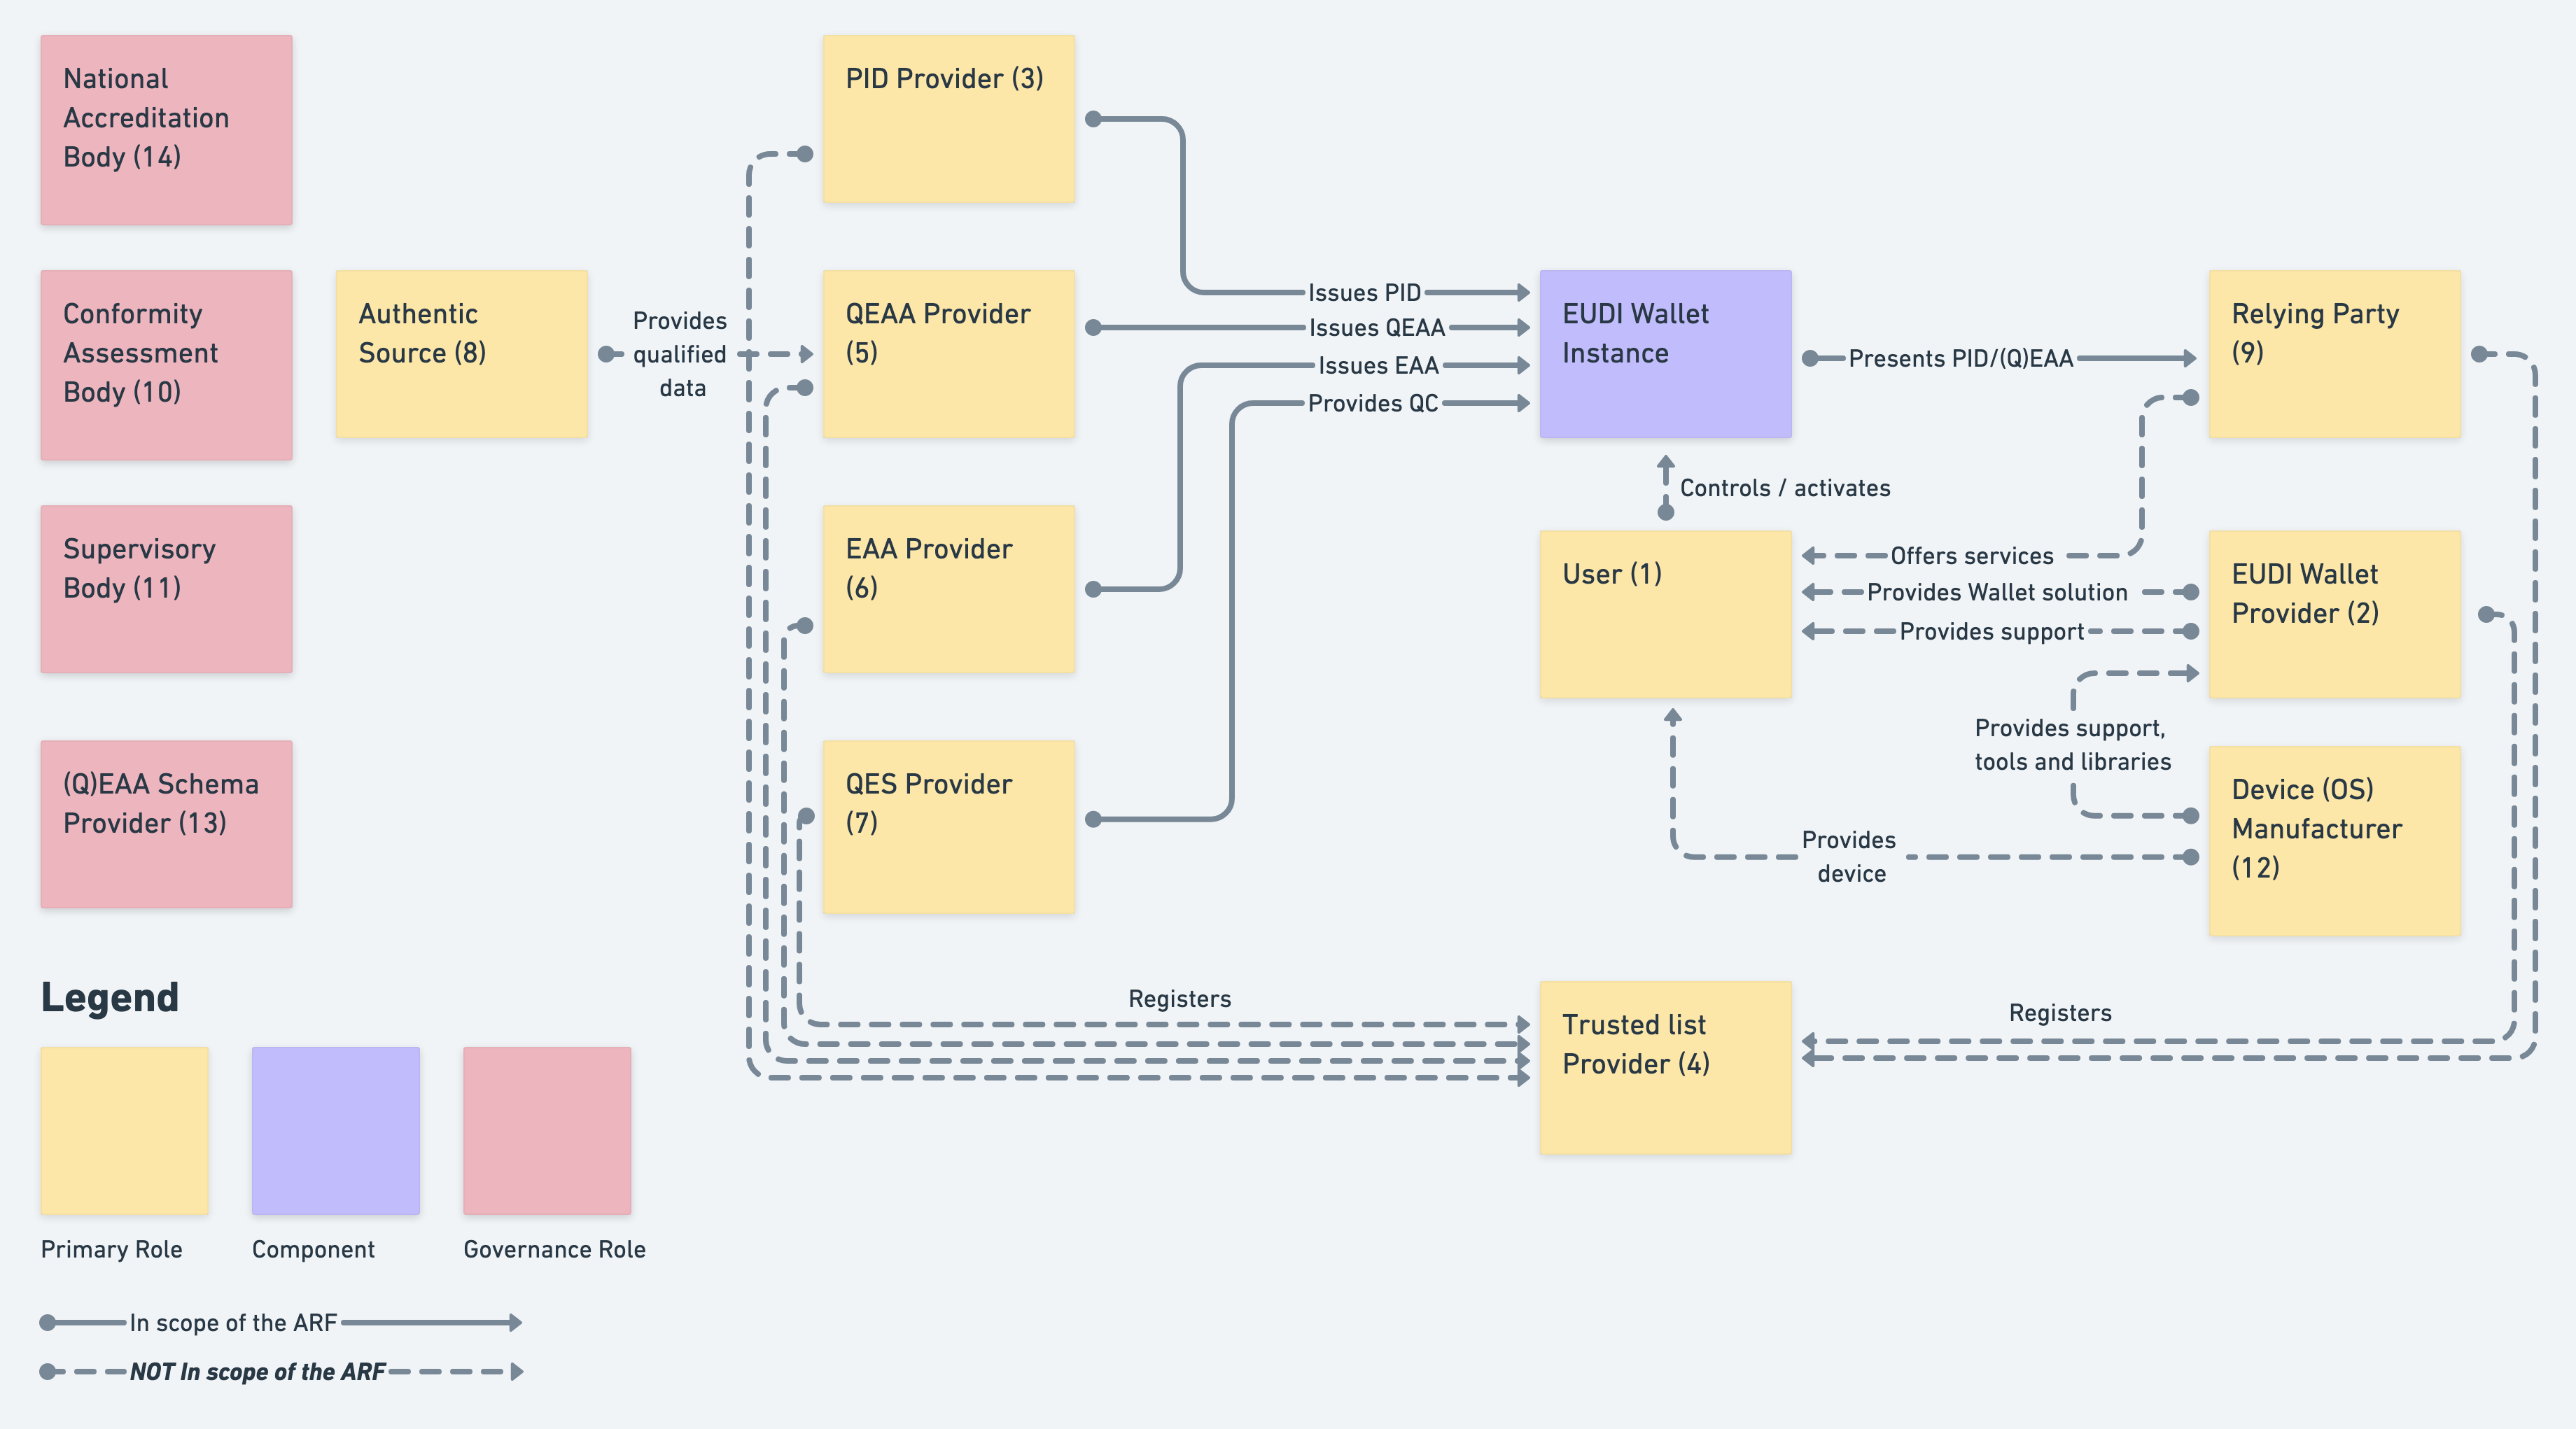 National
Accreditation
Body (14)
PID Provider (3)
Conformity
Assessment
Body (10)
Authentic
Source (8)
Provides
qualified
data
QEAA Provider
(5)
Issues PID
Issues QEAA
Issues EAA
Provides QC
EUDI Wallet
Instance
Presents PID/(Q)EAA
Relying Party
(9)
Controls / activates
Supervisory
Body (11)
EAA Provider
(6)
User (1)
Offers services
Provides Wallet solution
Provides support
EUDI Wallet
Provider (2)
Provides support,
tools and libraries
(Q)EAA Schema
Provider (13)
QES Provider
(7)
Provides
device
Device (OS)
Manufacturer
(12)
Registers
Trusted list
Provider (4)
Registers
Legend
Primary Role
Component
Governance Role
In scope of the ARF
NOT In scope of the ARF